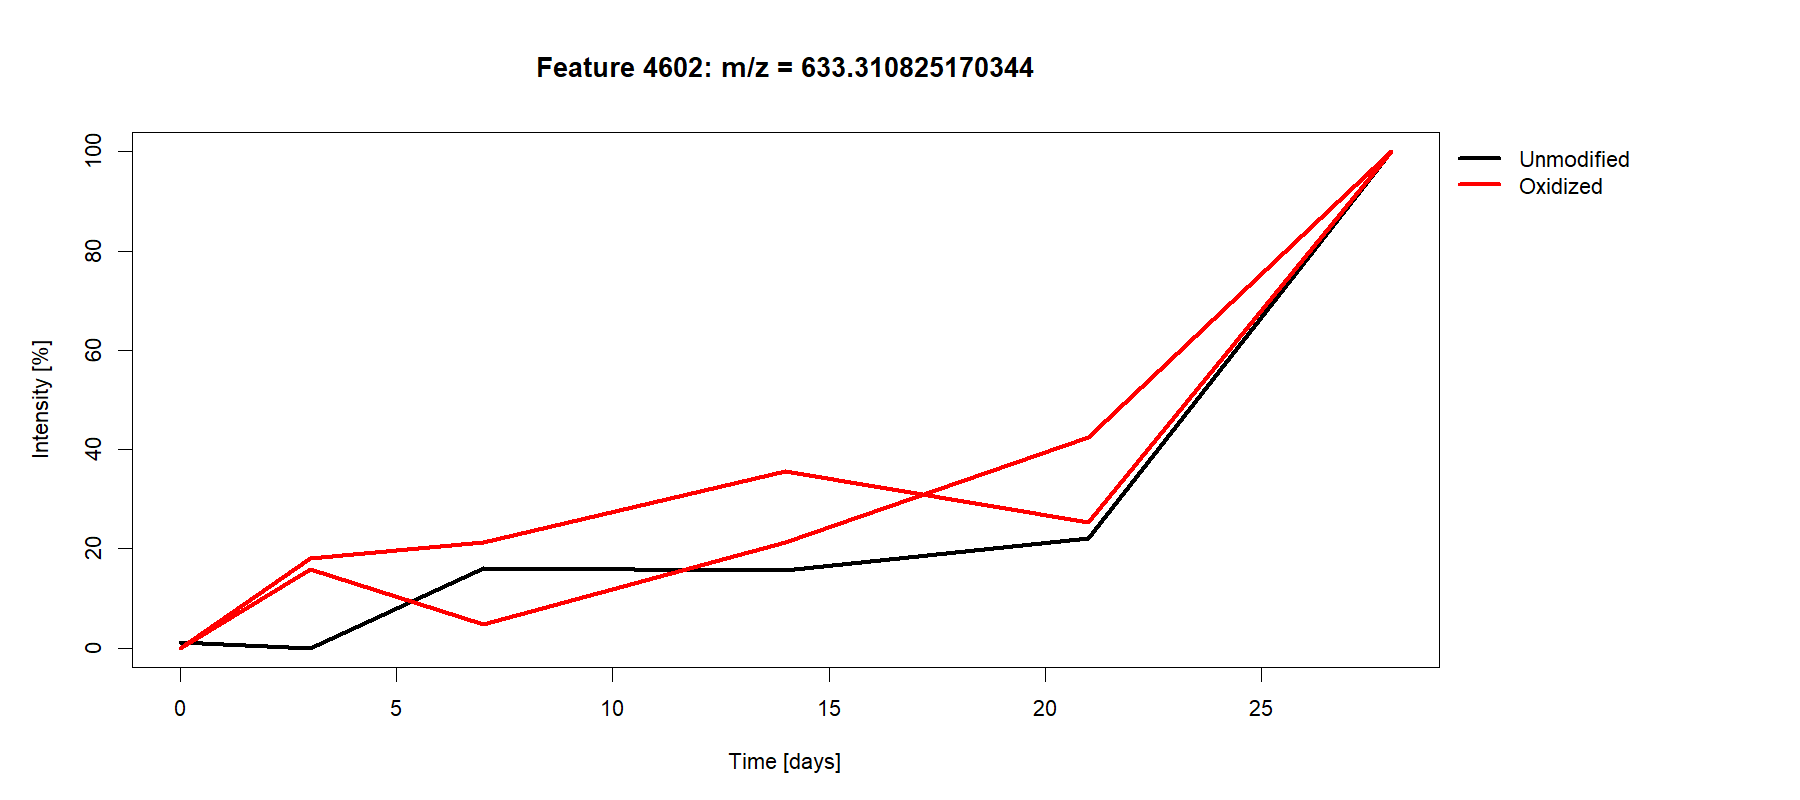 Feature 4602: m/z = 633.310825170344
Unmodified
Oxidized
Intensity [%]
100
80
60
40
20
0
0 5 10 15 20 25
Time [days]